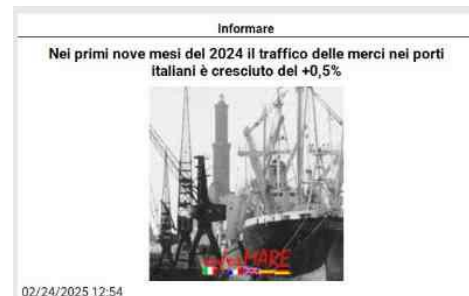 Informare
Nei primi nove mesi del 2024 il traffico delle merci nei porti
italiani è cresciuto del +0,5%
inforMARE
02/24/2025 12:54